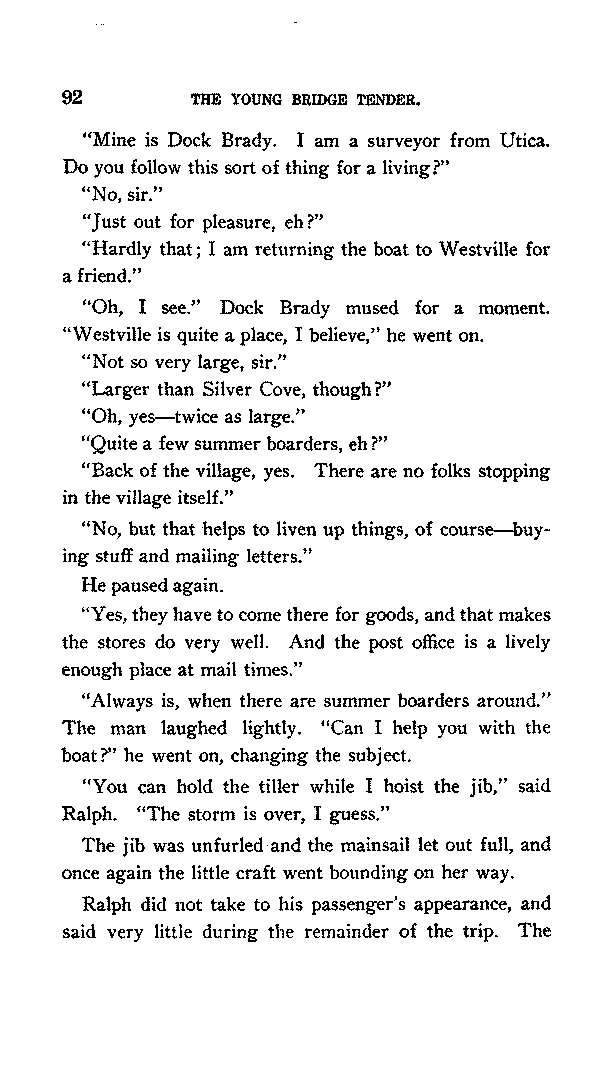 92 THE YOUNG BRIDGE TENDER.
“Mine is Dock Brady. I am a surveyor from Utica.
Do you follow this sort of thing for a living?”
“No, sir.”
“Just out for pleasure, eh?”
“Hardly that; I am returning the boat to Westville for
a friend.”
“Oh, I see.” Dock Brady mused for a moment.
“Westville is quite a place, I believe,” he went on.
“Not so very large, sir.”
“Larger than Silver Cove, though?”
“Oh, yes—twice as large.”
“Quite a few summer boarders, eh?”
“Back of the village, yes. There are no folks stopping
in the village itself.”
“No, but that helps to liven up things, of course—buy-
ing stuff and mailing letters.”
He paused again.
“Yes, they have to come there for goods, and that makes
the stores do very well. And the post office is a lively
enough place at mail times.”
“Always is, when there are summer boarders around.”
The man laughed lightly. “Can I help you with the
boat?” he went on, changing the subject.
“You can hold the tiller while I hoist the jib,” said
Ralph. “The storm is over, I guess.”
The jib was unfurled and the mainsail let out full, and
once again the little craft went bounding on her way.
Ralph did not take to his passenger’s appearance, and
said very little during the remainder of the trip. The